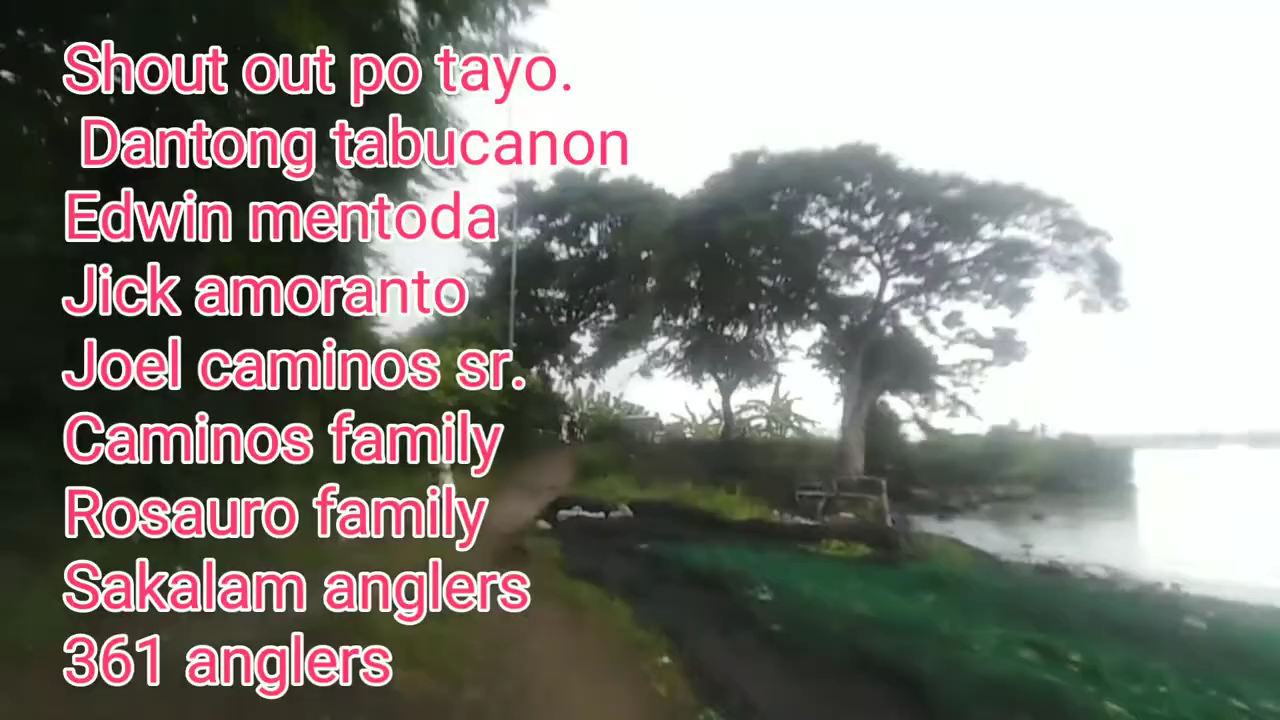 Shout out po tayo.
Dantong tabucanon
Edwin mentoda
Jick amoranto
Joel caminos sr.
Caminos family
Rosauro family
Sakalam anglers
361 anglers